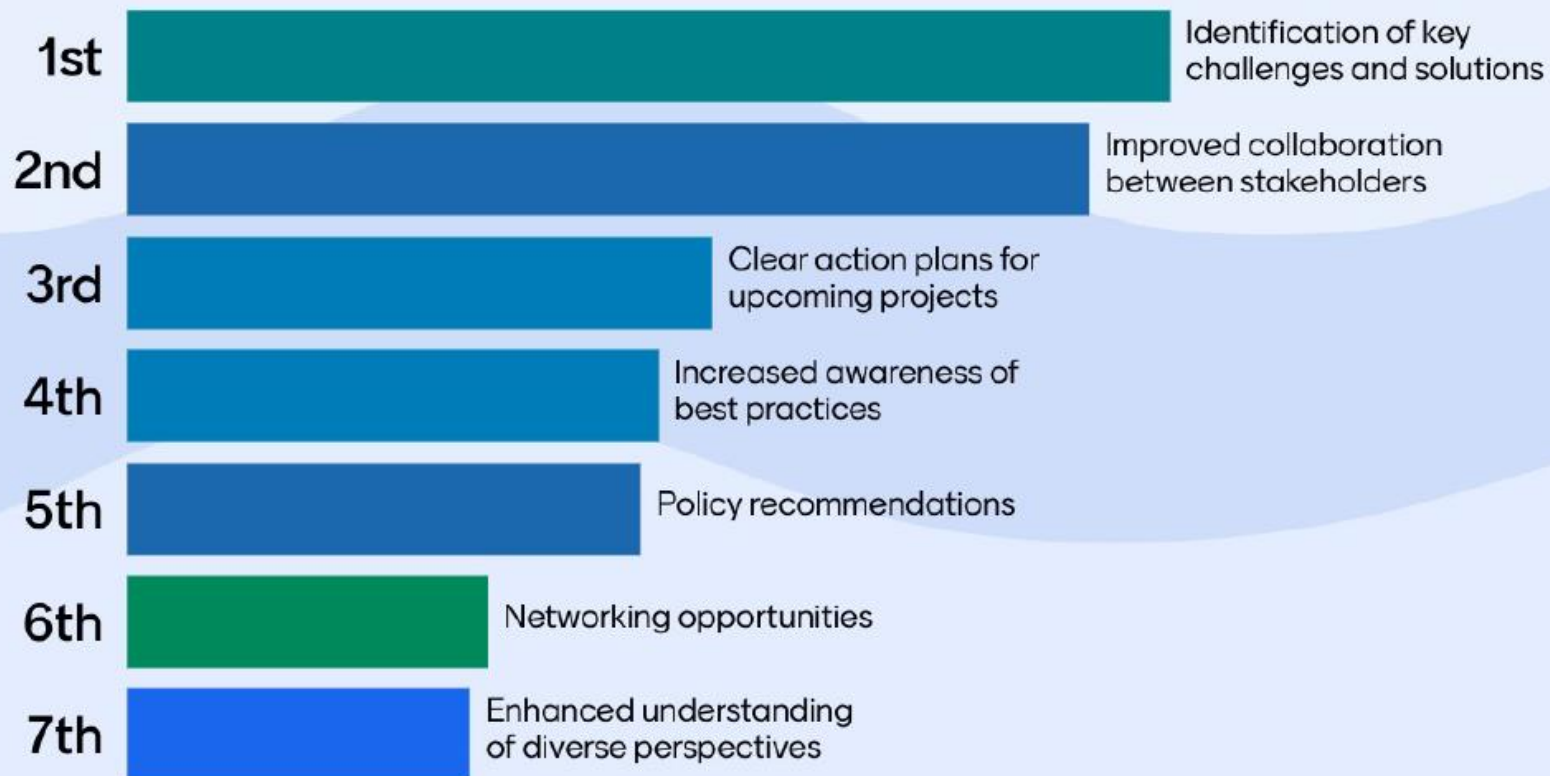 1st
Identification of key
challenges and solutions
2nd
Improved collaboration
between stakeholders
3rd
Clear action plans for
upcoming projects
4th
Increased awareness of
best practices
5th
Policy recommendations
6th
Networking opportunities
7th
Enhanced understanding
of diverse perspectives